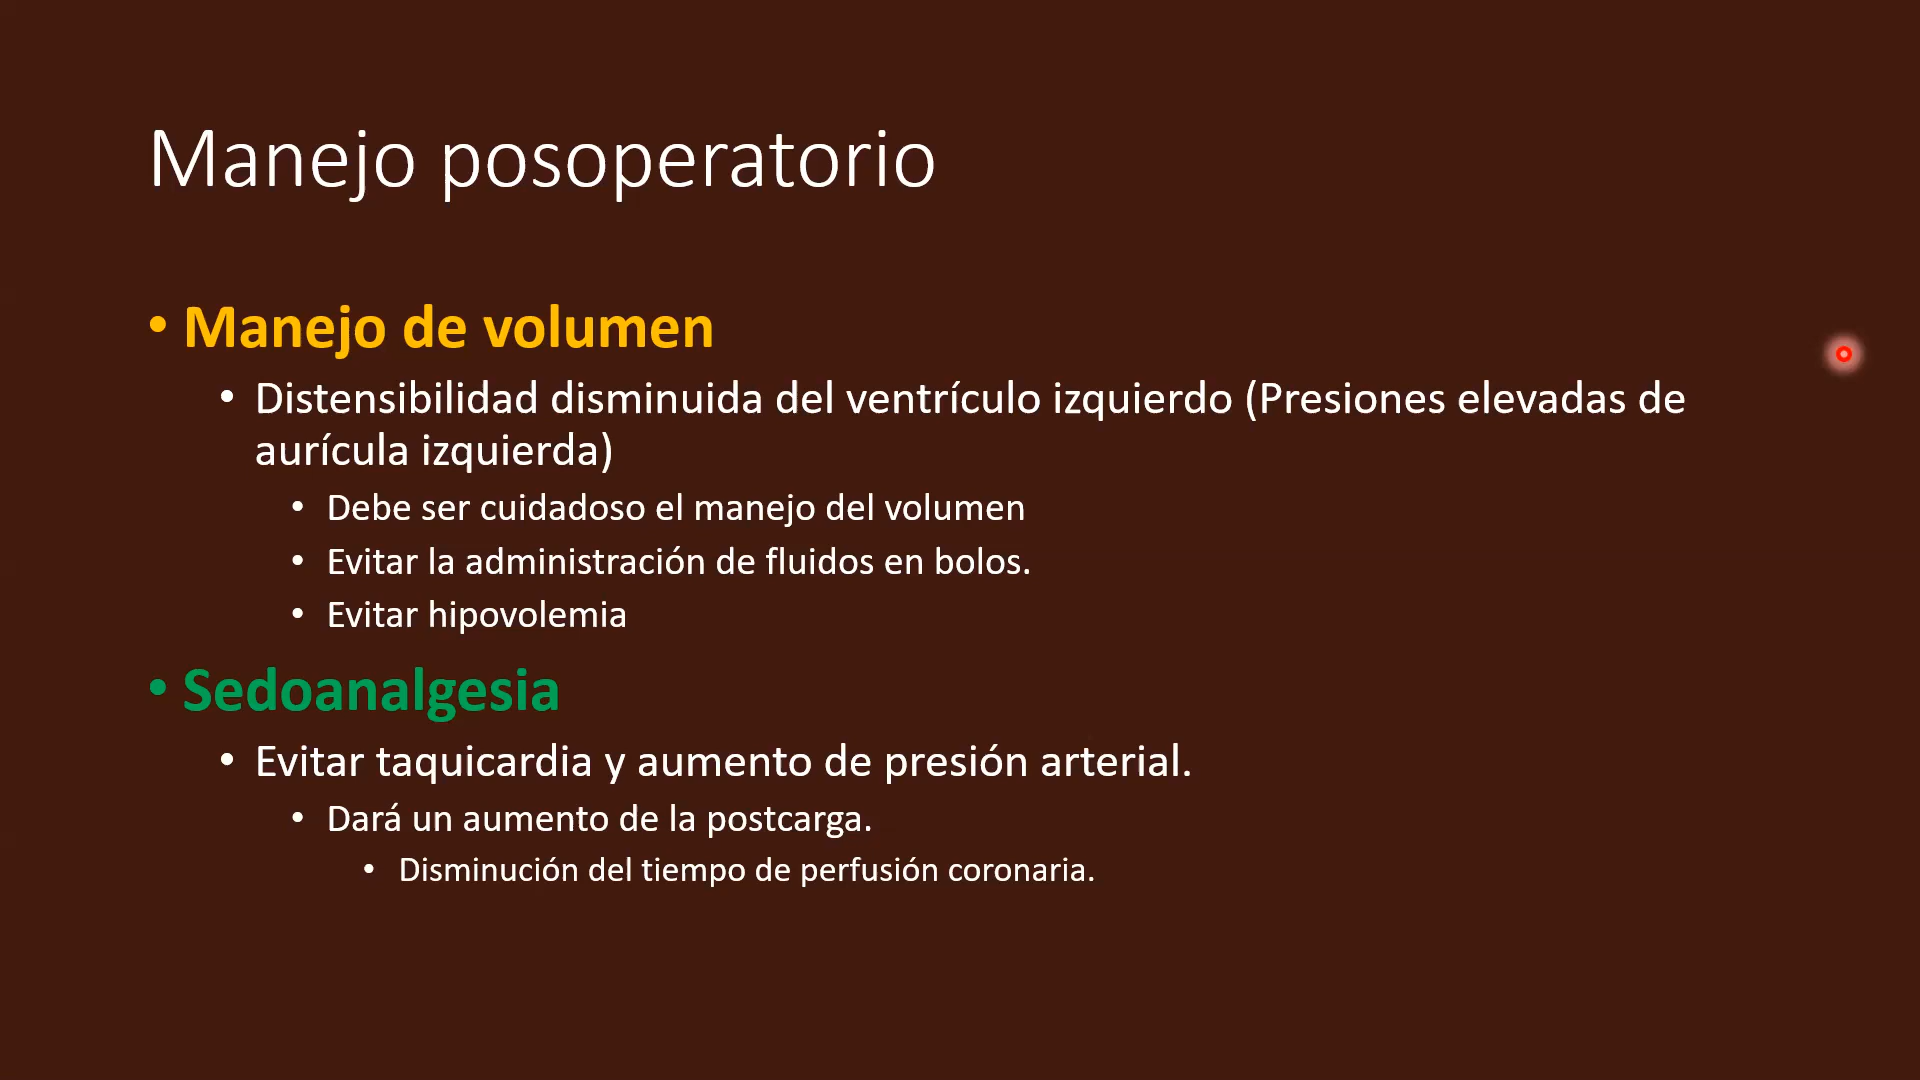 Manejo posoperatorio
• Manejo de volumen
• Distensibilidad disminuida del ventrículo izquierdo (Presiones elevadas de
aurícula izquierda)
• Debe ser cuidadoso el manejo del volumen
• Evitar la administración de fluidos en bolos.
• Evitar hipovolemia
• Sedoanalgesia
• Evitar taquicardia y aumento de presión arterial.
• Dará un aumento de la postcarga.
• Disminución del tiempo de perfusión coronaria.